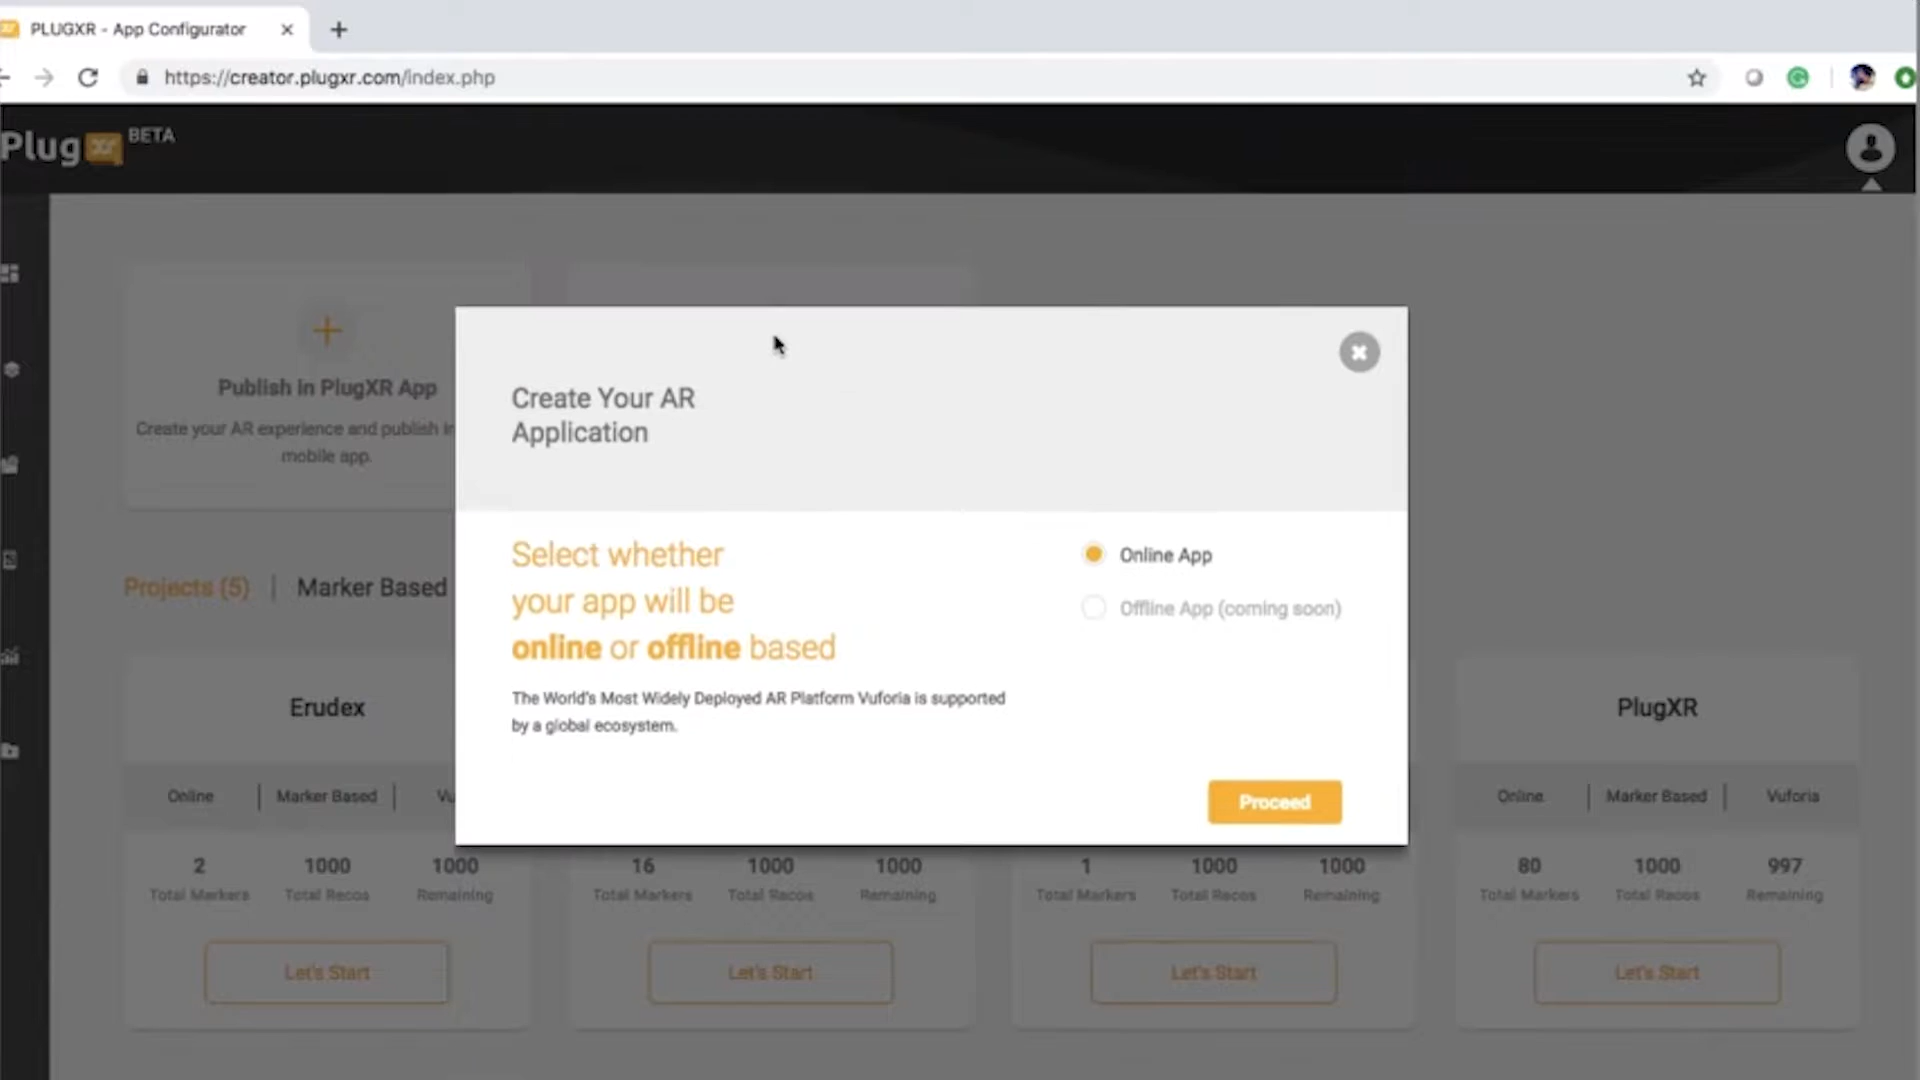 PLUGXR - App Configurator
https://creator.plugxr.com/index.php
Plug xr BETA
Publish in PlugXR App
Create your AR experience and publish in
mobile app.
Create Your AR
Application
Select whether
your app will be
online or offline based
The World's Most Widely Deployed AR Platform Vuforia is supported
by a global ecosystem.
Online App
Offline App (coming soon)
Proceed
Projects (5) | Marker Based
Erudex
Online | Marker Based | Vu
2 1000 1000
Total Markers Total Recos Remaining
Let's Start
16 1000 1000
Total Markers Total Recos Remaining
Let's Start
1 1000 1000
Total Markers Total Recos Remaining
Let's Start
PlugXR
Online | Marker Based | Vuforia
80 1000 997
Total Markers Total Recos Remaining
Let's Start